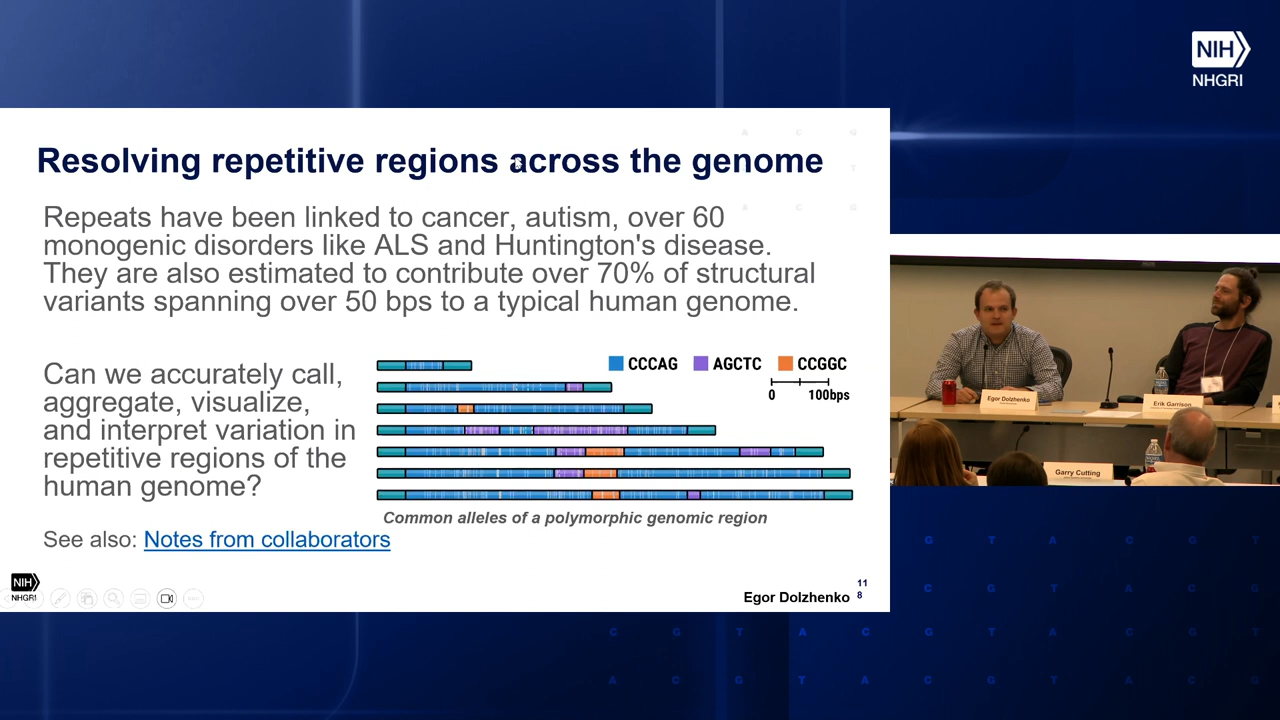 NIH
NHGRI
Resolving repetitive regions across the genome
Repeats have been linked to cancer, autism, over 60
monogenic disorders like ALS and Huntington's disease.
They are also estimated to contribute over 70% of structural
variants spanning over 50 bps to a typical human genome.
Can we accurately call,
aggregate, visualize,
and interpret variation in
repetitive regions of the
human genome?
CCCAG AGCTC CCGGC
0 100bps
Common alleles of a polymorphic genomic region
See also: Notes from collaborators
NIH
NHGRI
Egor Dolzhenko
11
8
Egor Dolzhenko
Erik Garrison
Garry Cutting
A C G
T
A C G
G T A C G T
A C G T
C G T A C G T A C G T
A C G T A C G T A C G T